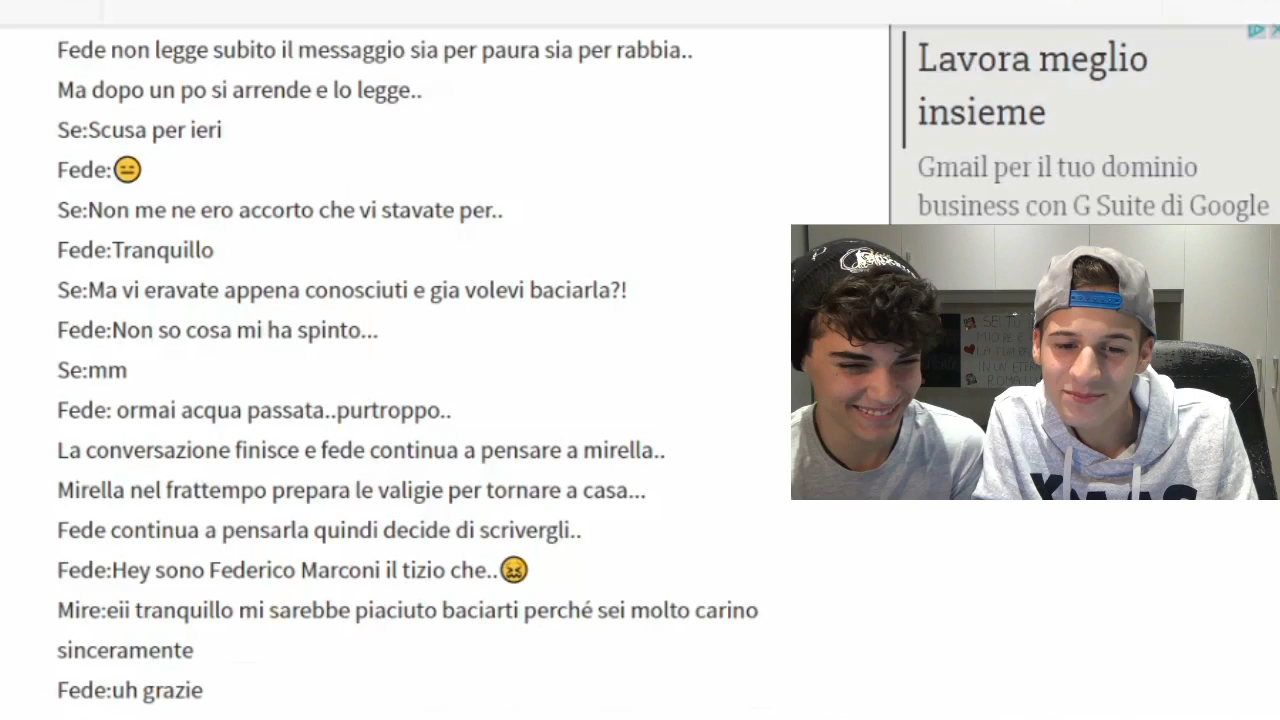 Fede non legge subito il messaggio sia per paura sia per rabbia..
Ma dopo un po si arrende e lo legge..
Se:Scusa per ieri
Fede:😑
Se:Non me ne ero accorto che vi stavate per..
Fede:Tranquillo
Se:Ma vi eravate appena conosciuti e gia volevi baciarla?!
Fede:Non so cosa mi ha spinto...
Se:mm
Fede: ormai acqua passata..purtroppo..
La conversazione finisce e fede continua a pensare a mirella..
Mirella nel frattempo prepara le valigie per tornare a casa...
Fede continua a pensarla quindi decide di scrivergli..
Fede:Hey sono Federico Marconi il tizio che..😖
Mire:eii tranquillo mi sarebbe piaciuto baciarti perché sei molto carino
sinceramente
Fede:uh grazie
Lavora meglio
insieme
Gmail per il tuo dominio
business con G Suite di Google
SEI TU